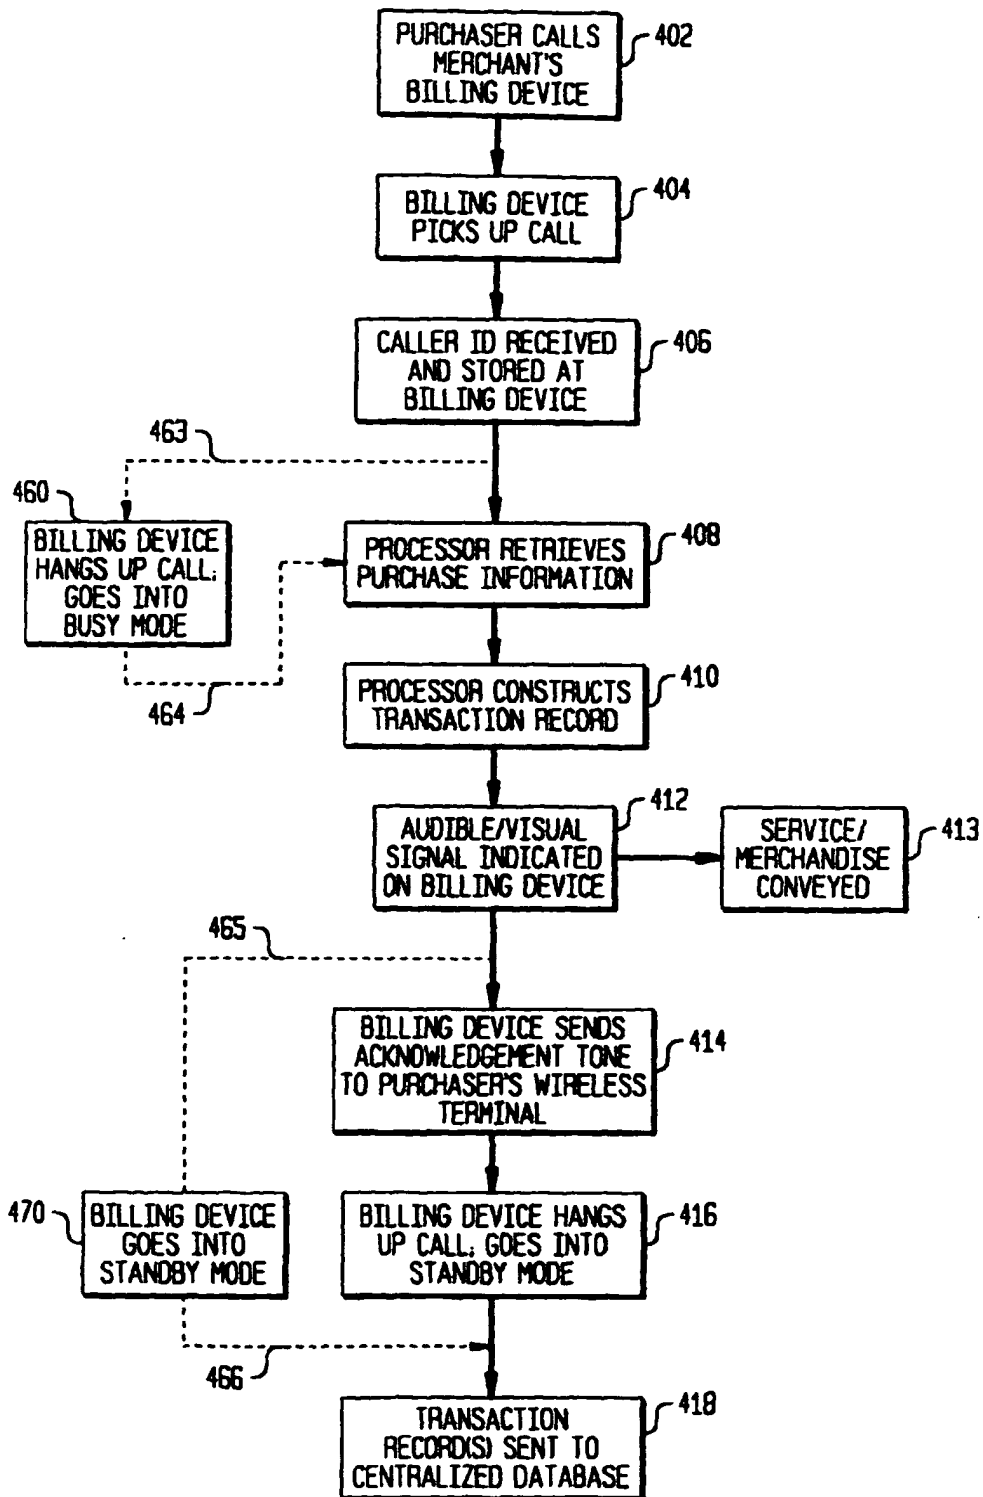 PURCHASER CALLS
MERCHANT'S
BILLING DEVICE
402
BILLING DEVICE
PICKS UP CALL
404
CALLER ID RECEIVED
AND STORED AT
BILLING DEVICE
406
463
460
BILLING DEVICE
HANGS UP CALL;
GOES INTO
BUSY MODE
464
PROCESSOR RETRIEVES
PURCHASE INFORMATION
408
PROCESSOR CONSTRUCTS
TRANSACTION RECORD
410
AUDIBLE/VISUAL
SIGNAL INDICATED
ON BILLING DEVICE
412
SERVICE/
MERCHANDISE
CONVEYED
413
465
BILLING DEVICE SENDS
ACKNOWLEDGEMENT TONE
TO PURCHASER'S WIRELESS
TERMINAL
414
470
BILLING DEVICE
GOES INTO
STANDBY MODE
BILLING DEVICE HANGS
UP CALL; GOES INTO
STANDBY MODE
416
466
TRANSACTION
RECORD(S) SENT TO
CENTRALIZED DATABASE
418